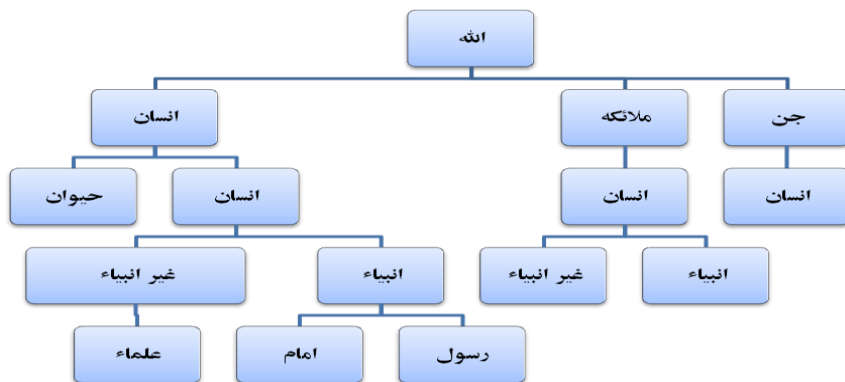 الله
جن
ملائکه
انسان
انسان
انسان
انسان
حیوان
انبیاء
غیر انبیاء
انبیاء
غیر انبیاء
رسول
امام
علماء